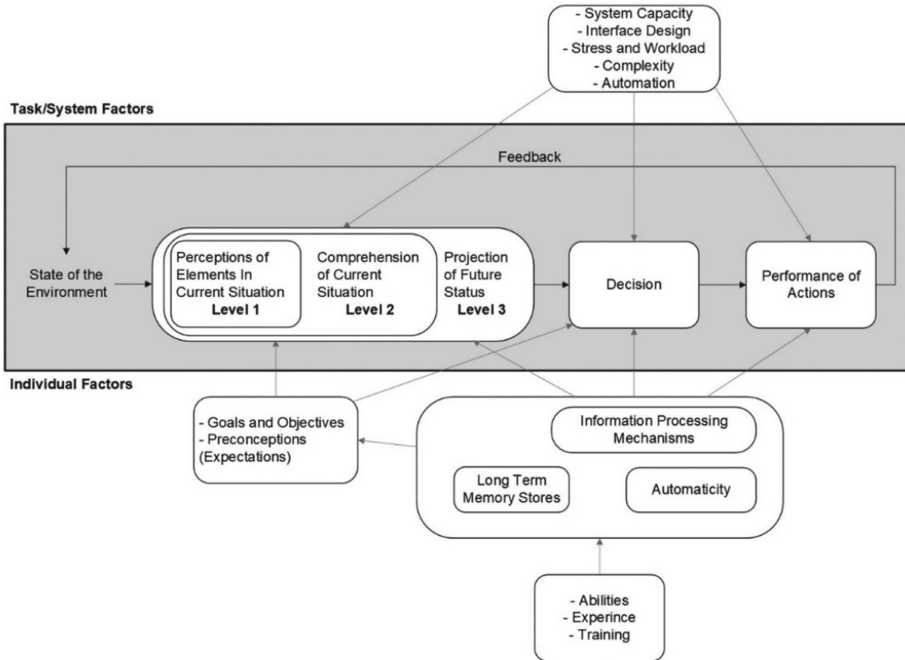 - System Capacity
- Interface Design
- Stress and Workload
- Complexity
- Automation
Task/System Factors
Feedback
State of the
Environment
Perceptions of
Elements In
Current Situation
Level 1
Comprehension
of Current
Situation
Level 2
Projection
of Future
Status
Level 3
Decision
Performance of
Actions
Individual Factors
- Goals and Objectives
- Preconceptions
(Expectations)
Information Processing
Mechanisms
Long Term
Memory Stores
Automaticity
- Abilities
- Experince
- Training